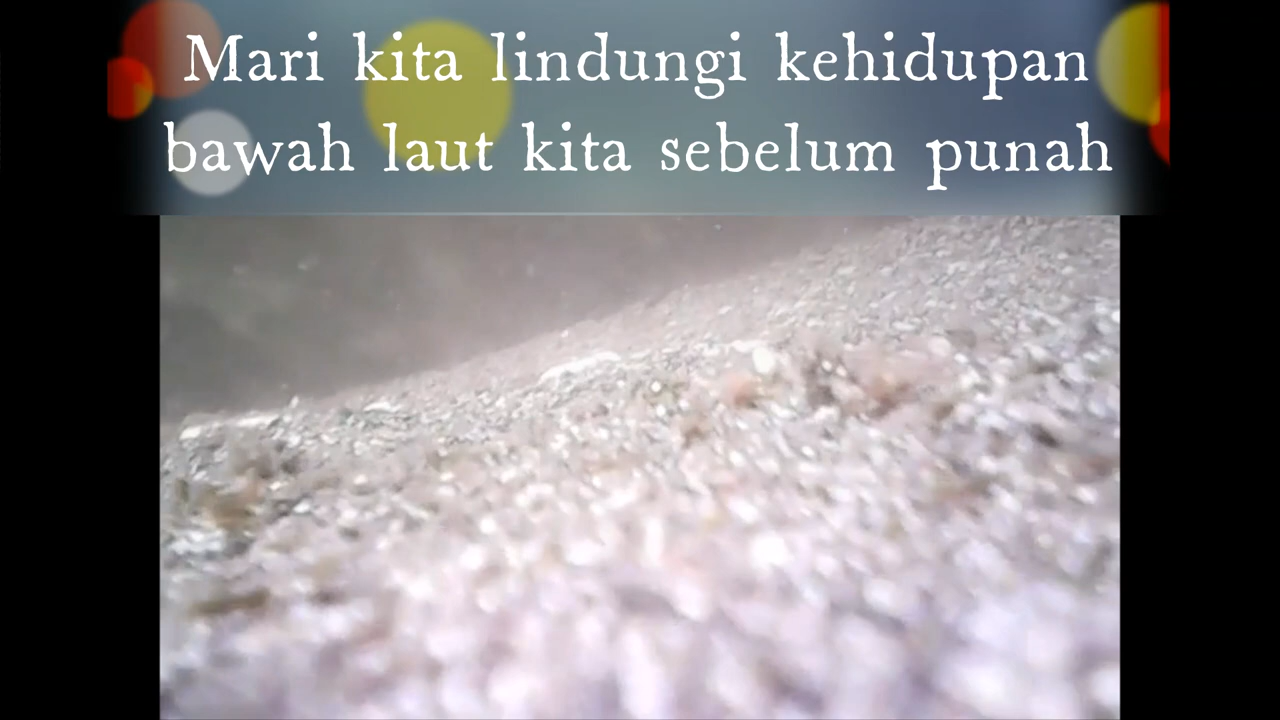 Mari kita lindungi kehidupan
bawah laut kita sebelum punah